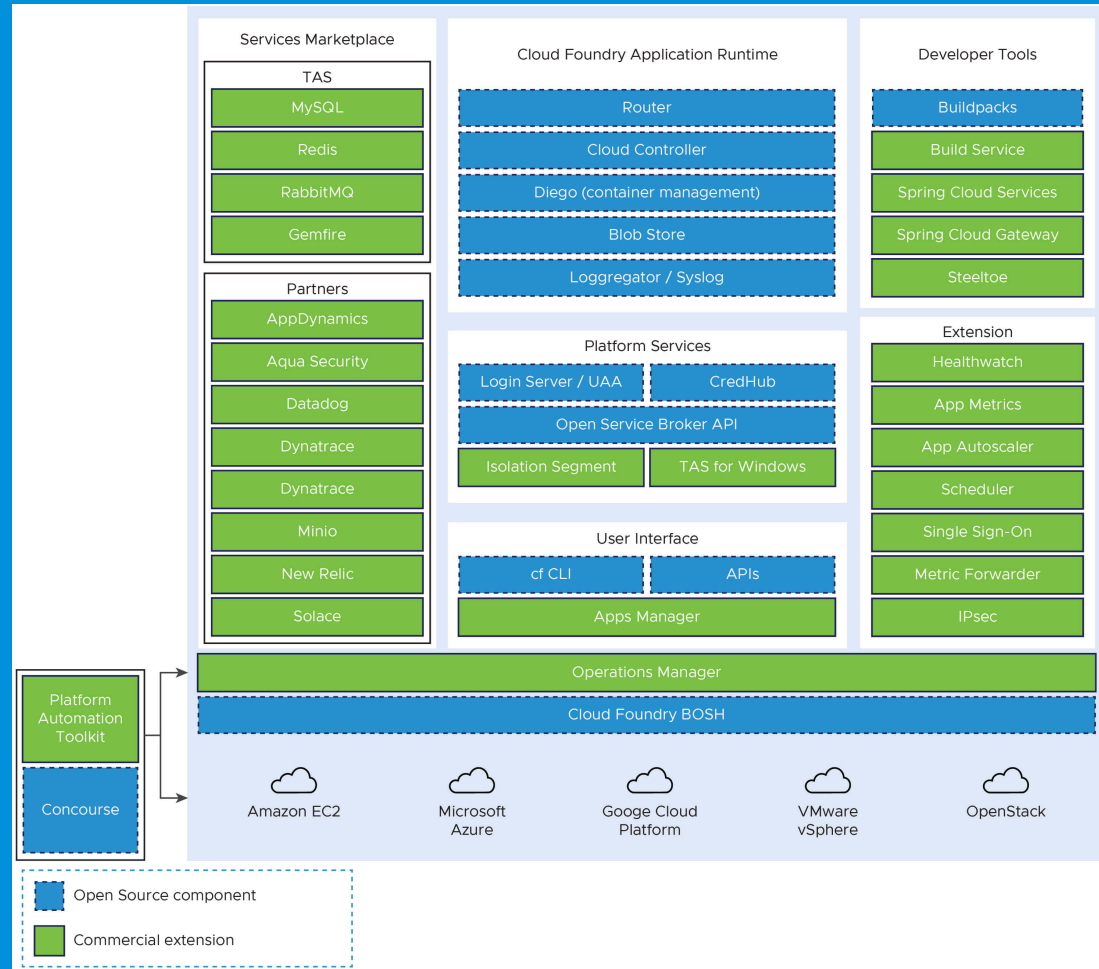 Services Marketplace
TAS
MySQL
Redis
RabbitMQ
Gemfire
Partners
AppDynamics
Aqua Security
Datadog
Dynatrace
Dynatrace
Minio
New Relic
Solace
Cloud Foundry Application Runtime
Router
Cloud Controller
Diego (container management)
Blob Store
Loggregator / Syslog
Platform Services
Login Server / UAA
CredHub
Open Service Broker API
Isolation Segment
TAS for Windows
User Interface
cf CLI
APIs
Apps Manager
Developer Tools
Buildpacks
Build Service
Spring Cloud Services
Spring Cloud Gateway
Steeltoe
Extension
Healthwatch
App Metrics
App Autoscaler
Scheduler
Single Sign-On
Metric Forwarder
IPsec
Operations Manager
Cloud Foundry BOSH
Platform
Automation
Toolkit
Concourse
Amazon EC2
Microsoft
Azure
Googe Cloud
Platform
VMware
vSphere
OpenStack
Open Source component
Commercial extension